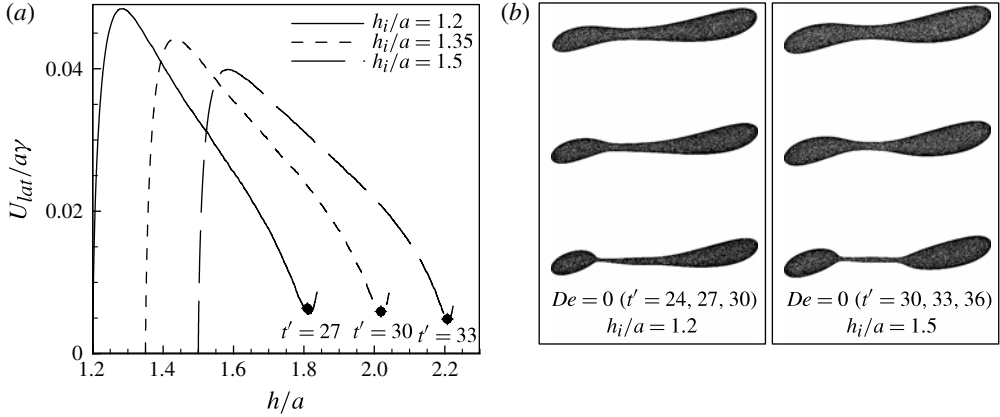 (a)
h_i/a = 1.2
h_i/a = 1.35
h_i/a = 1.5
U_lat/aγ
0.04
0.02
0
t′ = 27
t′ = 30
t′ = 33
1.2
1.4
1.6
1.8
2.0
2.2
h/a
(b)
De = 0 (t′ = 24, 27, 30)
h_i/a = 1.2
De = 0 (t′ = 30, 33, 36)
h_i/a = 1.5